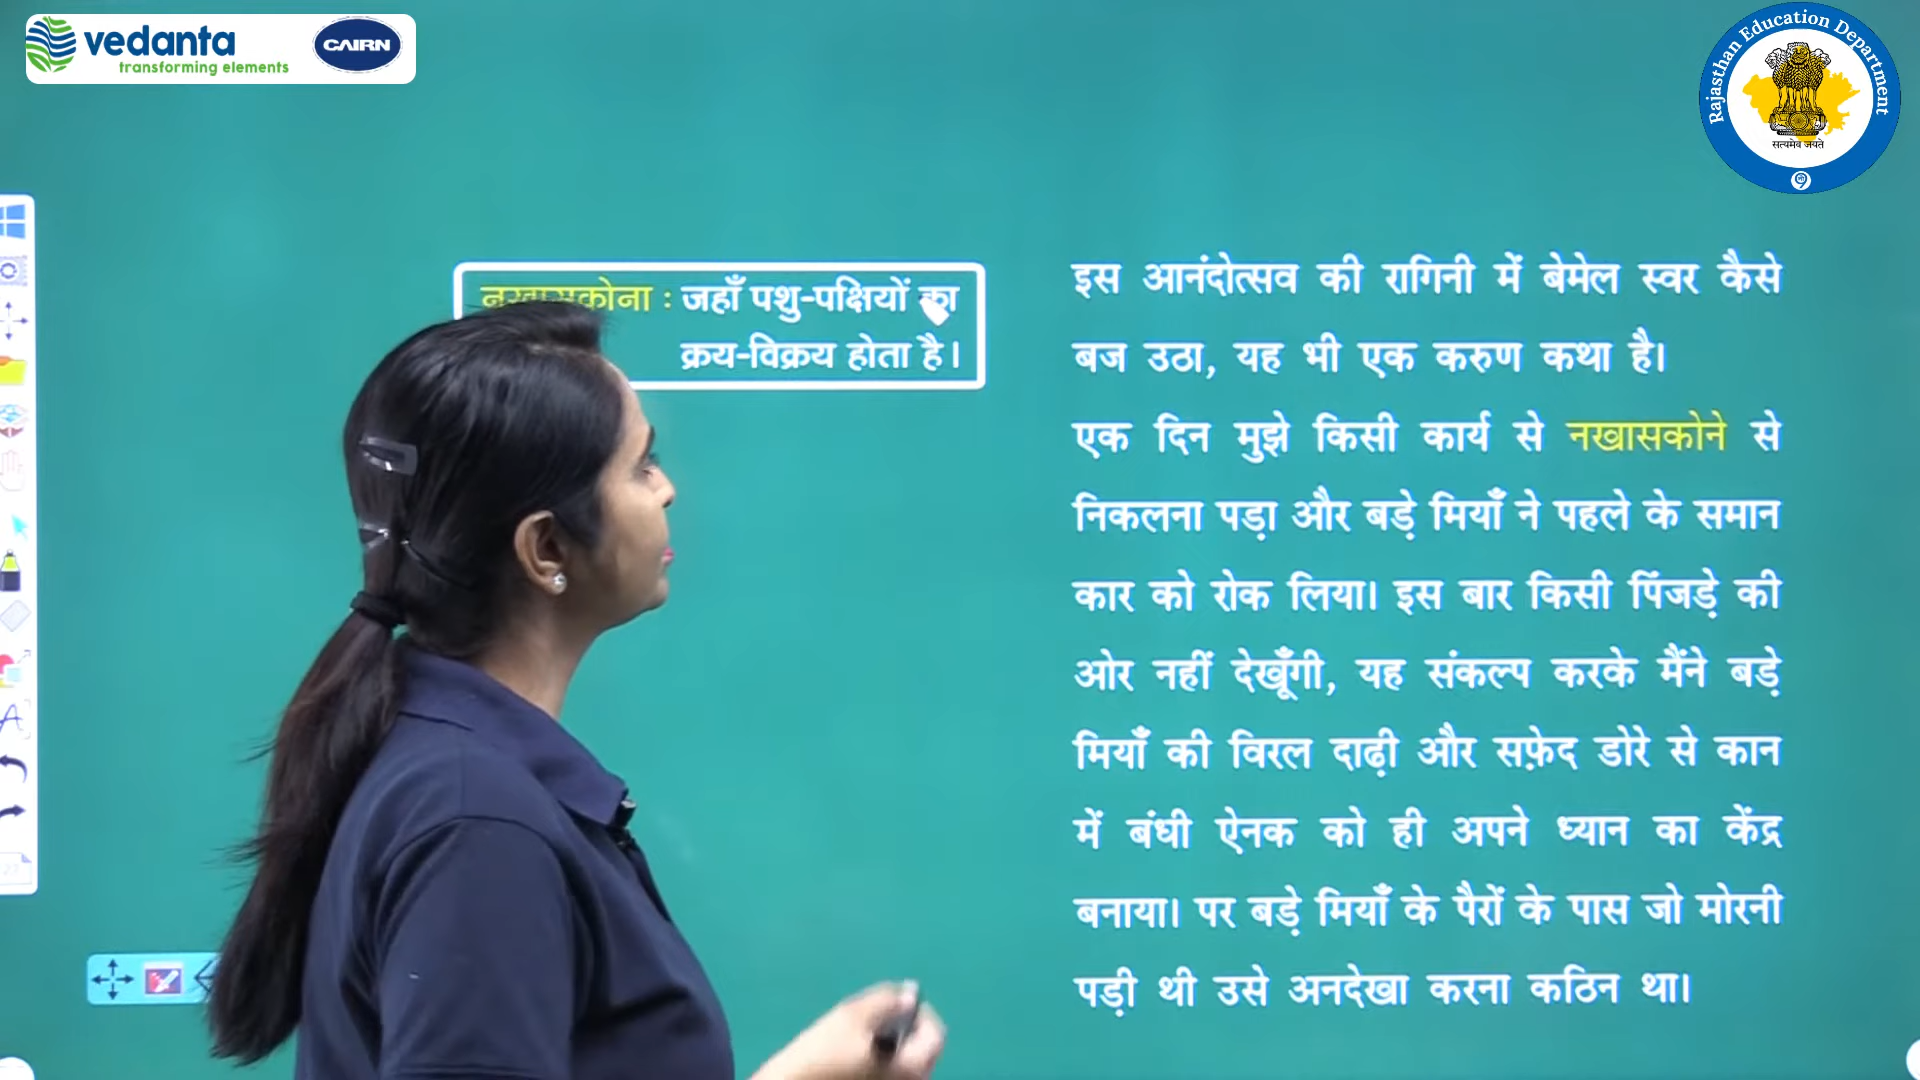 vedanta
transforming elements
CAIRN
Rajasthan Education Department
सत्यमेव जयते
नखासकोना : जहाँ पशु-पक्षियों का
क्रय-विक्रय होता है।
इस आनंदोत्सव की रागिनी में बेमेल स्वर कैसे
बज उठा, यह भी एक करुण कथा है।
एक दिन मुझे किसी कार्य से नखासकोने से
निकलना पड़ा और बड़े मियाँ ने पहले के समान
कार को रोक लिया। इस बार किसी पिंजड़े की
ओर नहीं देखूँगी, यह संकल्प करके मैंने बड़े
मियाँ की विरल दाढ़ी और सफ़ेद डोरे से कान
में बंधी ऐनक को ही अपने ध्यान का केंद्र
बनाया। पर बड़े मियाँ के पैरों के पास जो मोरनी
पड़ी थी उसे अनदेखा करना कठिन था।